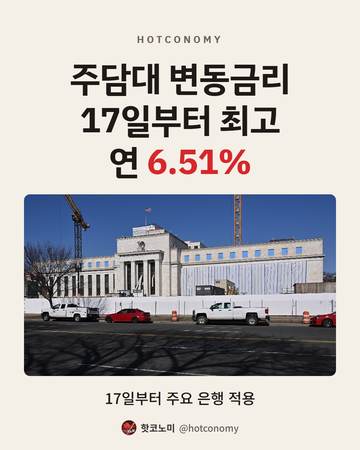 HOTCONOMY
주담대 변동금리
17일부터 최고
연 6.51%
17일부터 주요 은행 적용
핫코노미 @hotconomy